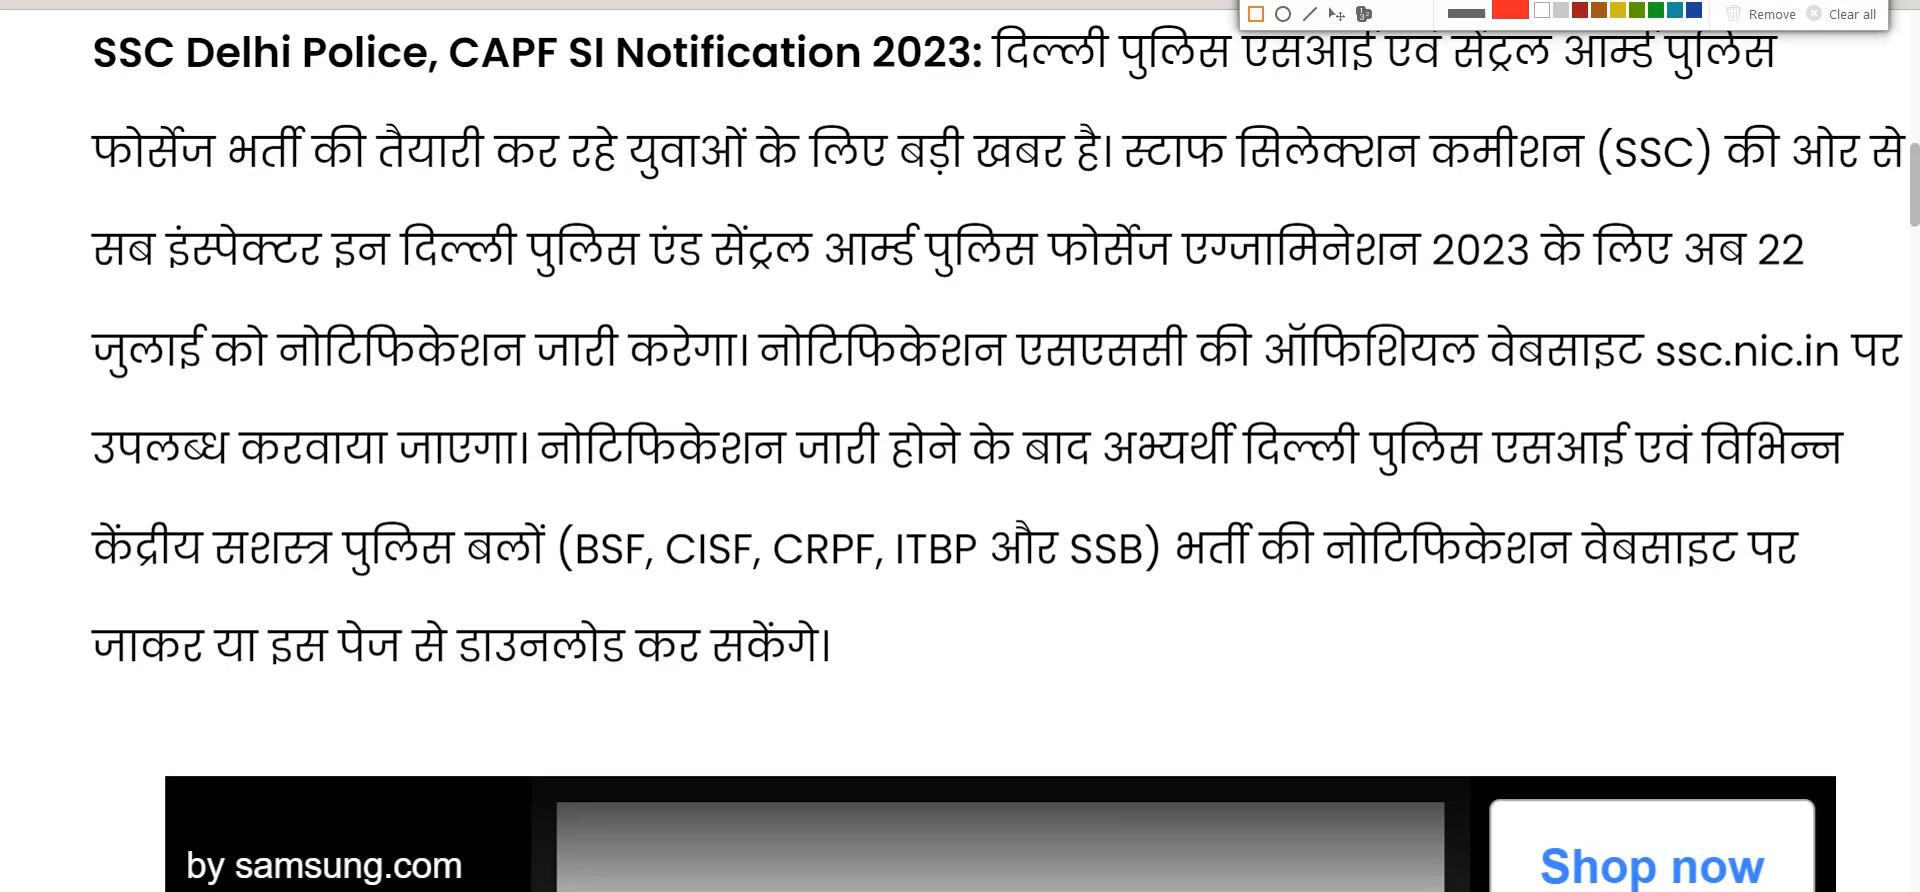 Remove Clear all
SSC Delhi Police, CAPF SI Notification 2023: दिल्ली पुलिस एसआई एवं सेंट्रल आर्म्ड पुलिस
फोर्सेज भर्ती की तैयारी कर रहे युवाओं के लिए बड़ी खबर है। स्टाफ सिलेक्शन कमीशन (SSC) की ओर से
सब इंस्पेक्टर इन दिल्ली पुलिस एंड सेंट्रल आर्म्ड पुलिस फोर्सेज एग्जामिनेशन 2023 के लिए अब 22
जुलाई को नोटिफिकेशन जारी करेगा। नोटिफिकेशन एसएससी की ऑफिशियल वेबसाइट ssc.nic.in पर
उपलब्ध करवाया जाएगा। नोटिफिकेशन जारी होने के बाद अभ्यर्थी दिल्ली पुलिस एसआई एवं विभिन्न
केंद्रीय सशस्त्र पुलिस बलों (BSF, CISF, CRPF, ITBP और SSB) भर्ती की नोटिफिकेशन वेबसाइट पर
जाकर या इस पेज से डाउनलोड कर सकेंगे।
by samsung.com
Shop now